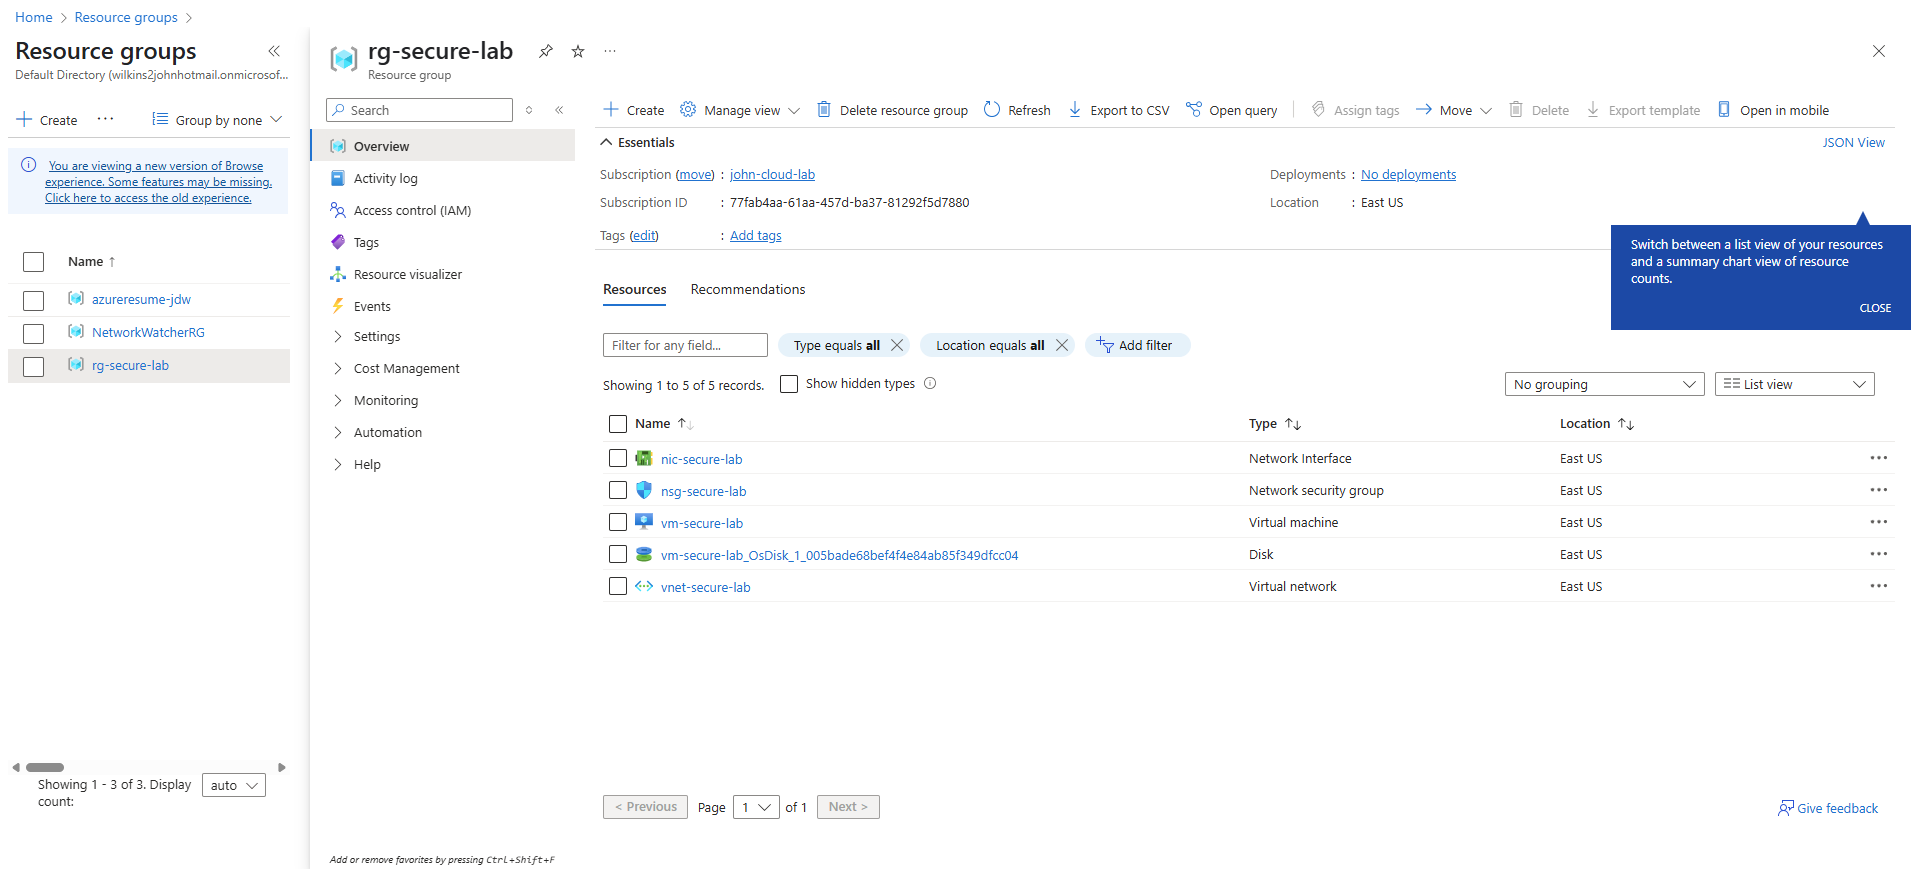 Home > Resource groups >
Resource groups
Default Directory (wilkins2johnhotmail.onmicrosof...
Create ... Group by none
You are viewing a new version of Browse
experience. Some features may be missing.
Click here to access the old experience.
Name ↑
azureresume-jdw
NetworkWatcherRG
rg-secure-lab
Showing 1 - 3 of 3. Display
count:
auto
rg-secure-lab
Resource group
Search
Overview
Activity log
Access control (IAM)
Tags
Resource visualizer
Events
Settings
Cost Management
Monitoring
Automation
Help
Add or remove favorites by pressing Ctrl+Shift+F
Create Manage view Delete resource group Refresh Export to CSV Open query Assign tags Move Delete Export template Open in mobile
Essentials
JSON View
Subscription (move) : john-cloud-lab
Subscription ID : 77fab4aa-61aa-457d-ba37-81292f5d7880
Tags (edit) : Add tags
Deployments : No deployments
Location : East US
Switch between a list view of your resources
and a summary chart view of resource
counts.
CLOSE
Resources Recommendations
Filter for any field... Type equals all Location equals all Add filter
Showing 1 to 5 of 5 records. Show hidden types No grouping List view
Name ↑↓ Type ↑↓ Location ↑↓
nic-secure-lab Network Interface East US ...
nsg-secure-lab Network security group East US ...
vm-secure-lab Virtual machine East US ...
vm-secure-lab_OsDisk_1_005bade68bef4f4e84ab85f349dfcc04 Disk East US ...
vnet-secure-lab Virtual network East US ...
< Previous Page 1 of 1 Next >
Give feedback